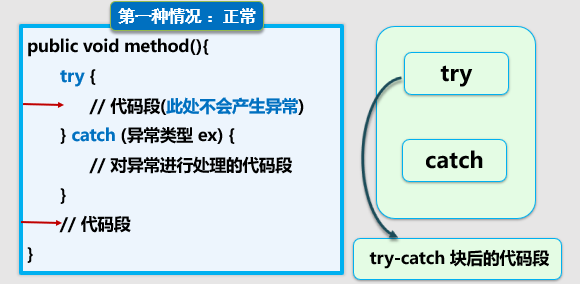 第一种情况：正常
public void method(){
try {
// 代码段(此处不会产生异常)
} catch (异常类型 ex) {
// 对异常进行处理的代码段
}
// 代码段
}
try
catch
try-catch 块后的代码段